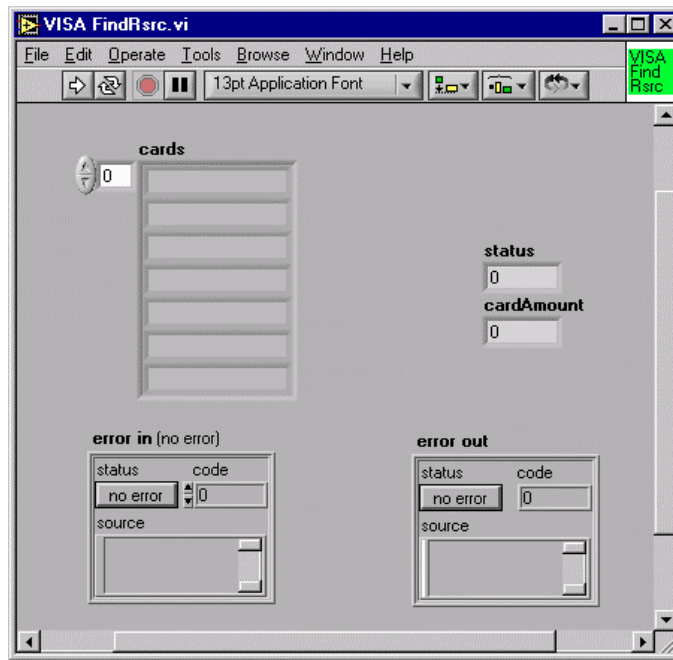 VISA FindRsrc.vi
File Edit Operate Tools Browse Window Help
VISA
Find
Rsrc
13pt Application Font
cards
0
status
0
cardAmount
0
error in (no error)
status code
no error 0
source
error out
status code
no error 0
source